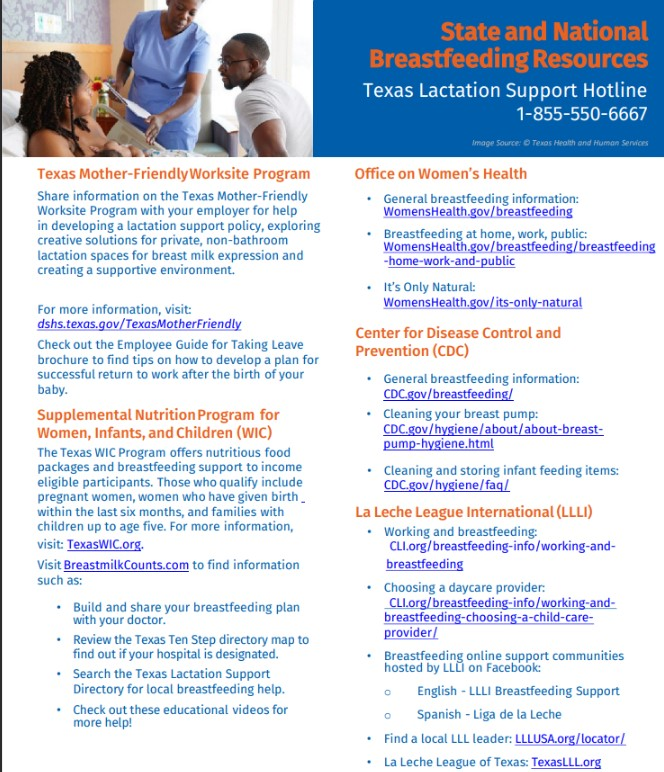 State and National
Breastfeeding Resources
Texas Lactation Support Hotline
1-855-550-6667
Image Source: © Texas Health and Human Services
Texas Mother-Friendly Worksite Program
Share information on the Texas Mother-Friendly
Worksite Program with your employer for help
in developing a lactation support policy, exploring
creative solutions for private, non-bathroom
lactation spaces for breast milk expression and
creating a supportive environment.
For more information, visit:
dshs.texas.gov/TexasMotherFriendly
Check out the Employee Guide for Taking Leave
brochure to find tips on how to develop a plan for
successful return to work after the birth of your
baby.
Supplemental Nutrition Program for
Women, Infants, and Children (WIC)
The Texas WIC Program offers nutritious food
packages and breastfeeding support to income
eligible participants. Those who qualify include
pregnant women, women who have given birth
within the last six months, and families with
children up to age five. For more information,
visit: TexasWIC.org.
Visit BreastmilkCounts.com to find information
such as:
• Build and share your breastfeeding plan
with your doctor.
• Review the Texas Ten Step directory map to
find out if your hospital is designated.
• Search the Texas Lactation Support
Directory for local breastfeeding help.
• Check out these educational videos for
more help!
Office on Women's Health
• General breastfeeding information:
WomensHealth.gov/breastfeeding
• Breastfeeding at home, work, public:
WomensHealth.gov/breastfeeding/breastfeeding
-home-work-and-public
• It's Only Natural:
WomensHealth.gov/its-only-natural
Center for Disease Control and
Prevention (CDC)
• General breastfeeding information:
CDC.gov/breastfeeding/
• Cleaning your breast pump:
CDC.gov/hygiene/about/about-breast-
pump-hygiene.html
• Cleaning and storing infant feeding items:
CDC.gov/hygiene/faq/
La Leche League International (LLLI)
• Working and breastfeeding:
CLI.org/breastfeeding-info/working-and-
breastfeeding
• Choosing a daycare provider:
CLI.org/breastfeeding-info/working-and-
breastfeeding-choosing-a-child-care-
provider/
• Breastfeeding online support communities
hosted by LLLI on Facebook:
o English - LLLI Breastfeeding Support
o Spanish - Liga de la Leche
• Find a local LLL leader: LLLUSA.org/locator/
• La Leche League of Texas: TexasLLL.org